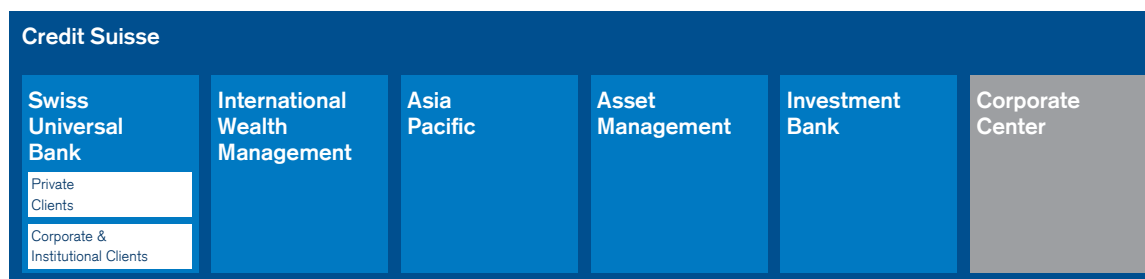 Credit Suisse
Swiss
Universal
Bank
Private
Clients
Corporate &
Institutional Clients
International
Wealth
Management
Asia
Pacific
Asset
Management
Investment
Bank
Corporate
Center